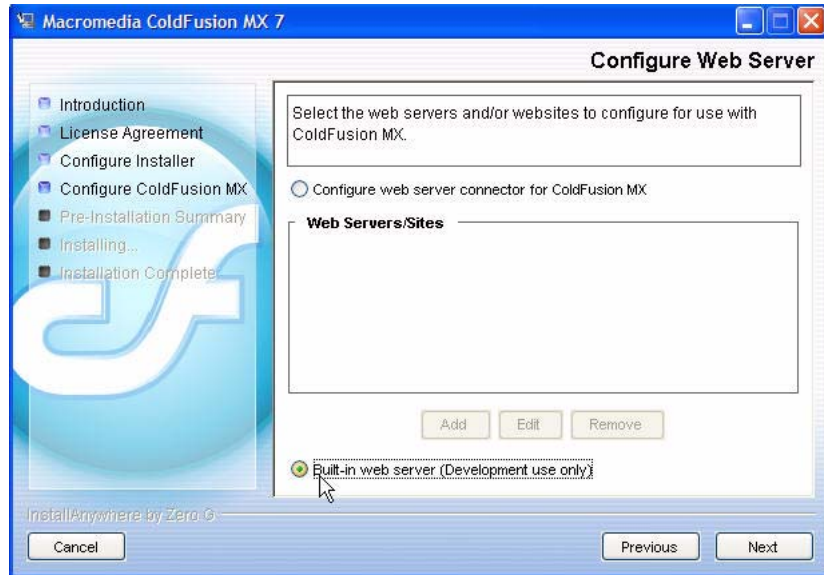 Macromedia ColdFusion MX 7
Configure Web Server
Introduction
License Agreement
Configure Installer
Configure ColdFusion MX
Pre-Installation Summary
Installing...
Installation Complete
Select the web servers and/or websites to configure for use with
ColdFusion MX.
Configure web server connector for ColdFusion MX
Web Servers/Sites
Add Edit Remove
Built-in web server (Development use only)
InstallAnywhere by Zero G
Cancel Previous Next